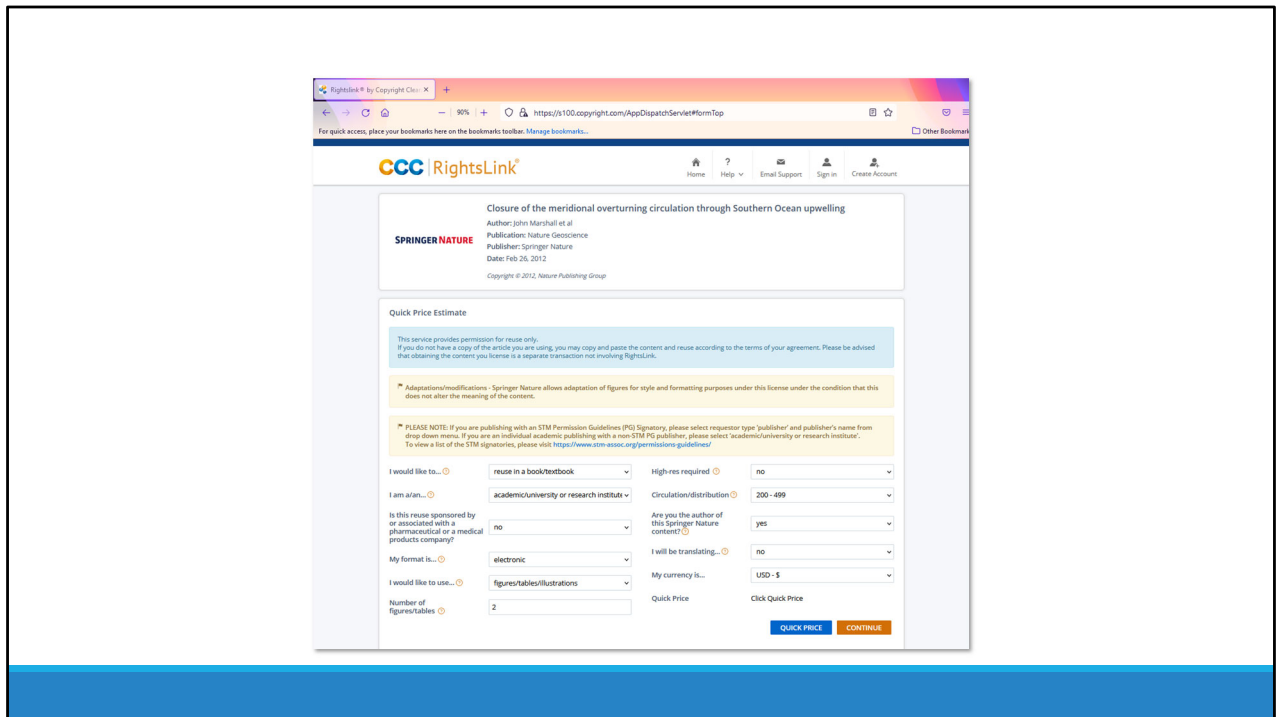 Rightslink® by Copyright Clea
90%
https://s100.copyright.com/AppDispatchServlet#formTop
For quick access, place your bookmarks here on the bookmarks toolbar. Manage bookmarks...
Other Bookmark
CCC RightsLink®
Home
Help
Email Support
Sign in
Create Account
SPRINGER NATURE
Closure of the meridional overturning circulation through Southern Ocean upwelling
Author: John Marshall et al
Publication: Nature Geoscience
Publisher: Springer Nature
Date: Feb 26, 2012
Copyright © 2012, Nature Publishing Group
Quick Price Estimate
This service provides permission for reuse only.
If you do not have a copy of the article you are using, you may copy and paste the content and reuse according to the terms of your agreement. Please be advised
that obtaining the content you license is a separate transaction not involving RightsLink.
Adaptations/modifications - Springer Nature allows adaptation of figures for style and formatting purposes under this license under the condition that this
does not alter the meaning of the content.
PLEASE NOTE: If you are publishing with an STM Permission Guidelines (PG) Signatory, please select requestor type 'publisher' and publisher's name from
drop down menu. If you are an individual academic publishing with a non-STM PG publisher, please select 'academic/university or research institute'.
To view a list of the STM signatories, please visit https://www.stm-assoc.org/permissions-guidelines/
I would like to... ?
reuse in a book/textbook
I am a/an... ?
academic/university or research institute
Is this reuse sponsored by
or associated with a
pharmaceutical or a medical
products company?
no
My format is... ?
electronic
I would like to use... ?
figures/tables/illustrations
Number of
figures/tables ?
2
High-res required ?
no
Circulation/distribution ?
200 - 499
Are you the author of
this Springer Nature
content? ?
yes
I will be translating... ?
no
My currency is...
USD - $
Quick Price
Click Quick Price
QUICK PRICE
CONTINUE